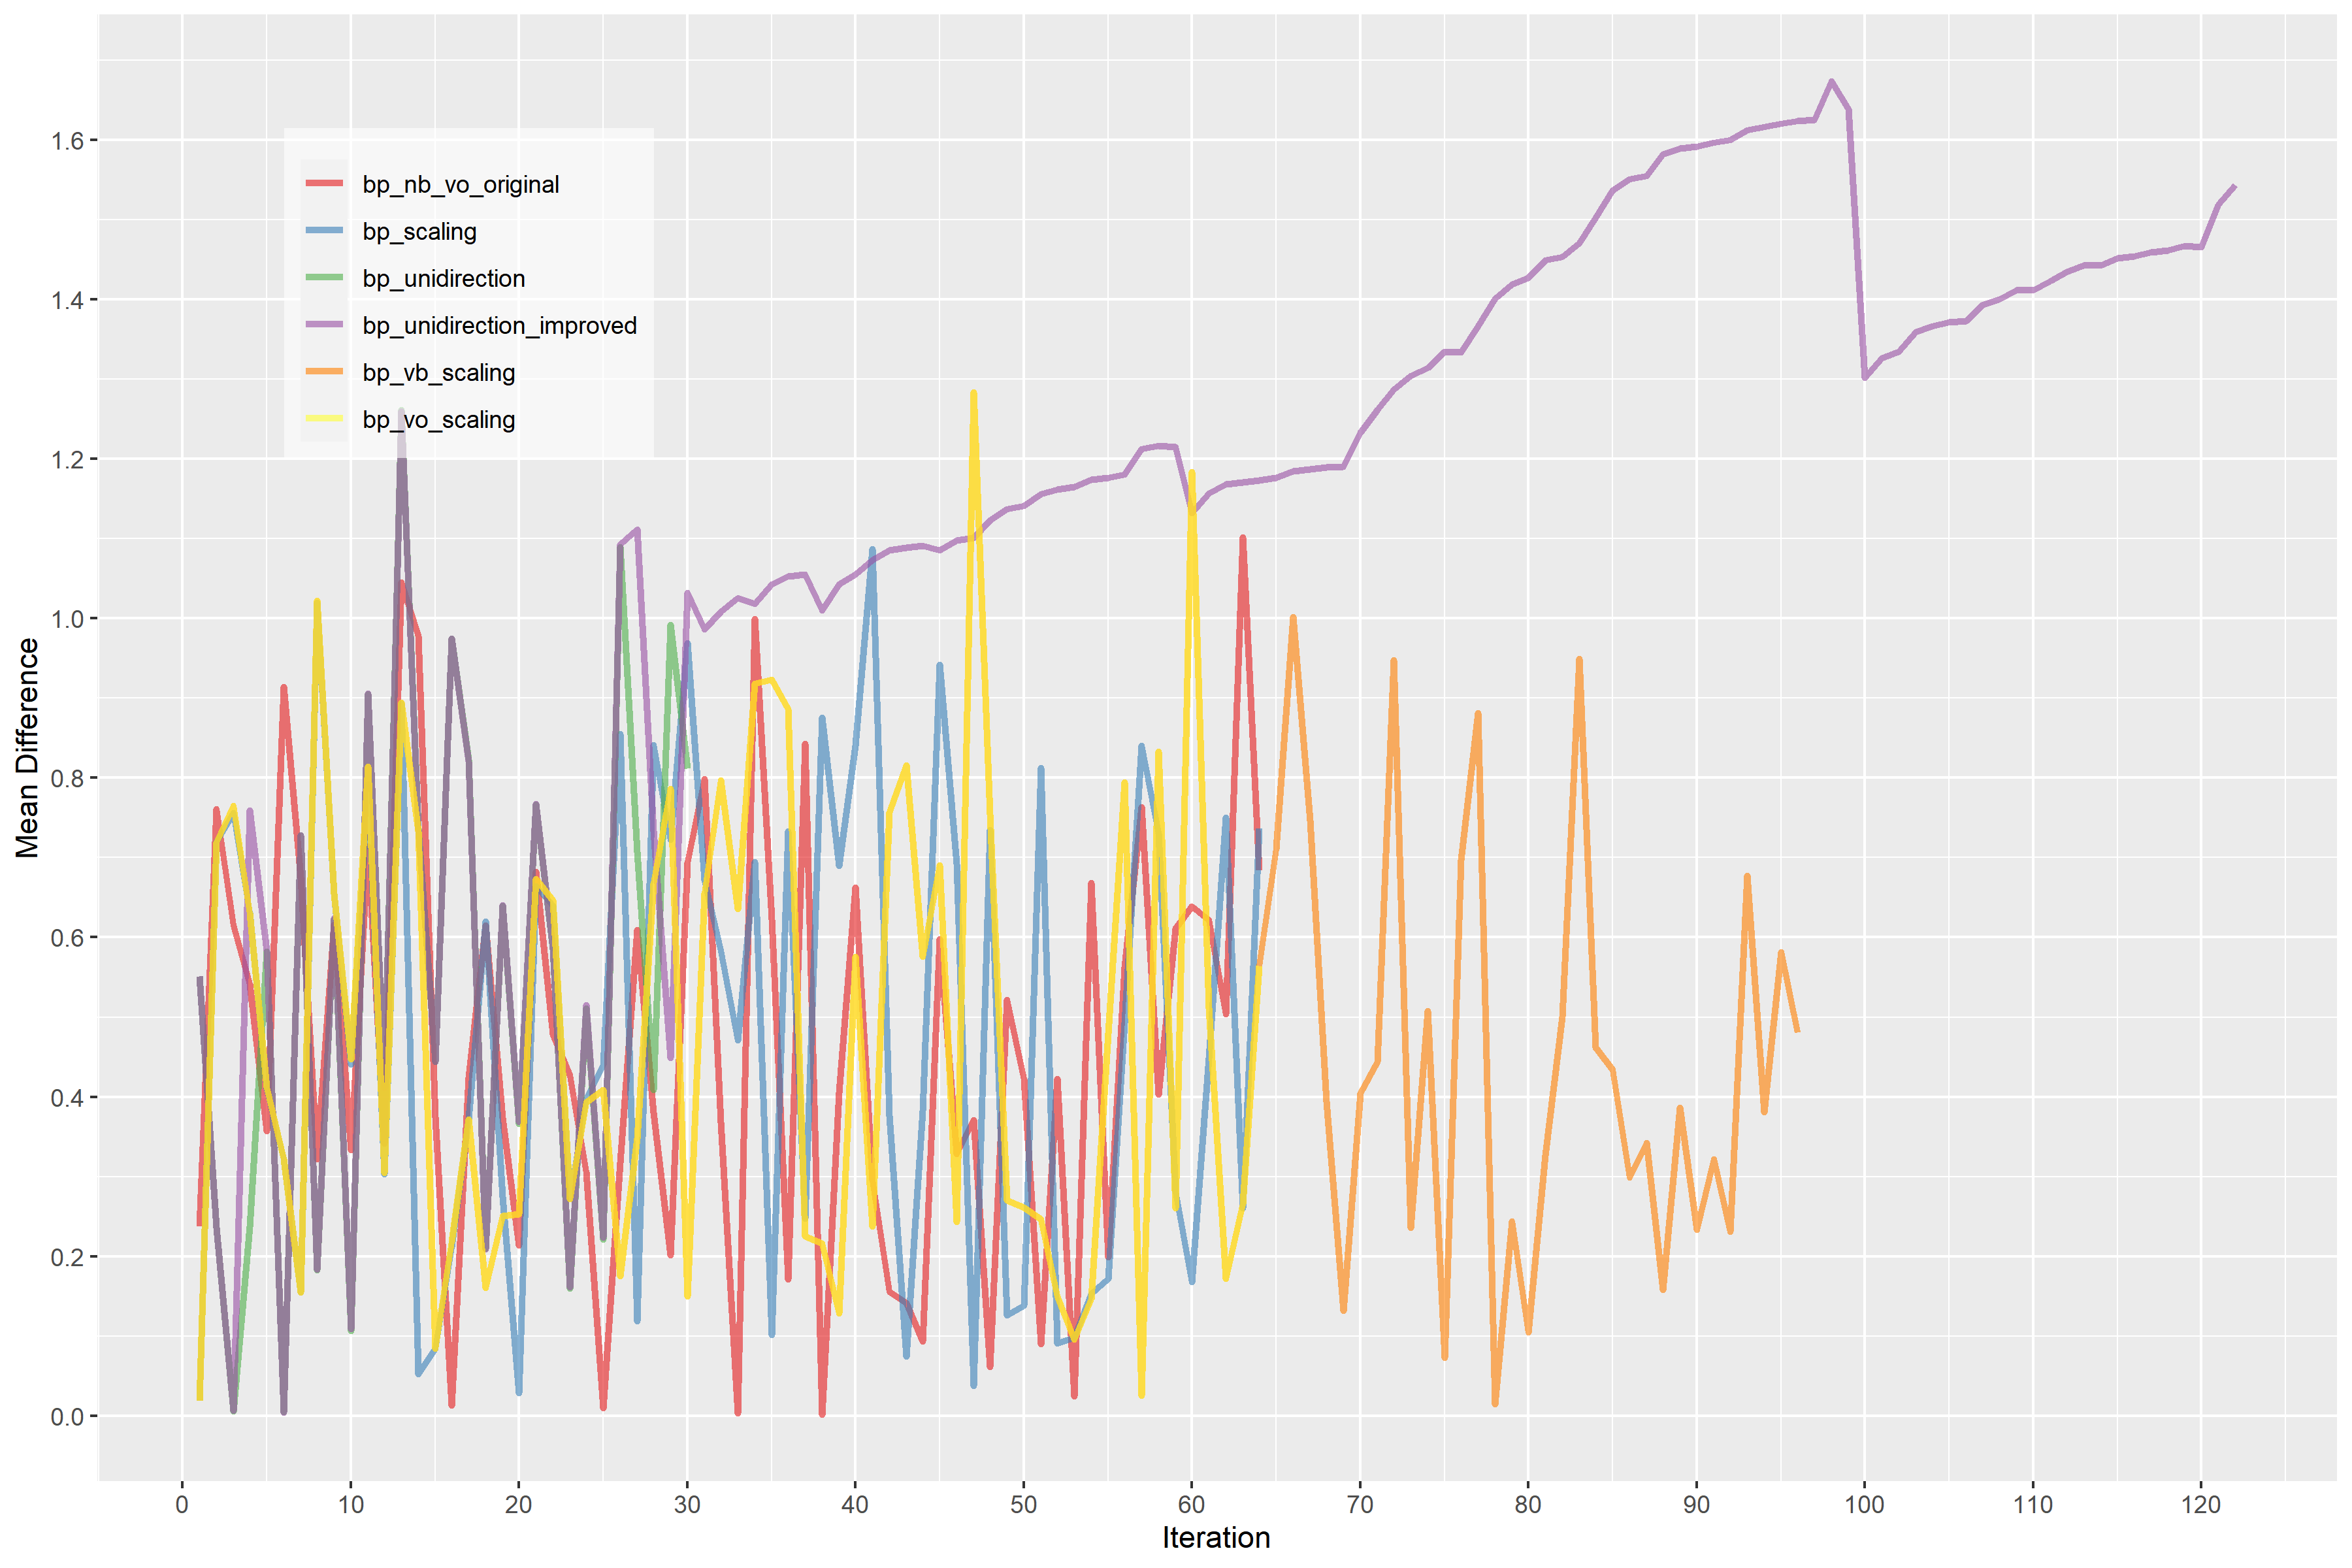 Mean Difference
1.6
1.4
1.2
1.0
0.8
0.6
0.4
0.2
0.0
bp_nb_vo_original
bp_scaling
bp_unidirection
bp_unidirection_improved
bp_vb_scaling
bp_vo_scaling
0 10 20 30 40 50 60 70 80 90 100 110 120
Iteration